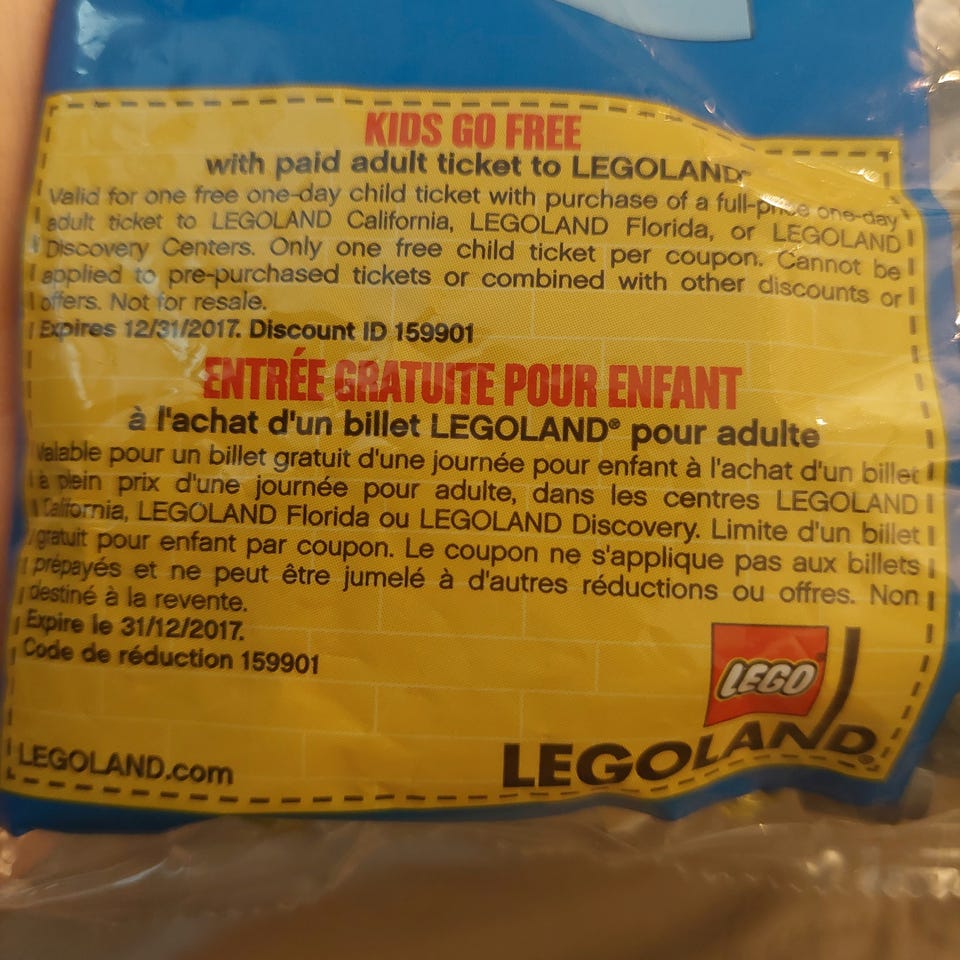 KIDS GO FREE
with paid adult ticket to LEGOLAND®
Valid for one free one-day child ticket with purchase of a full-price one-day
adult ticket to LEGOLAND California, LEGOLAND Florida, or LEGOLAND
Discovery Centers. Only one free child ticket per coupon. Cannot be
applied to pre-purchased tickets or combined with other discounts or
offers. Not for resale.
Expires 12/31/2017. Discount ID 159901
ENTRÉE GRATUITE POUR ENFANT
à l'achat d'un billet LEGOLAND® pour adulte
Valable pour un billet gratuit d'une journée pour enfant à l'achat d'un billet
à plein prix d'une journée pour adulte, dans les centres LEGOLAND
California, LEGOLAND Florida ou LEGOLAND Discovery. Limite d'un billet
gratuit pour enfant par coupon. Le coupon ne s'applique pas aux billets
prépayés et ne peut être jumelé à d'autres réductions ou offres. Non
destiné à la revente.
Expire le 31/12/2017.
Code de réduction 159901
LEGO
LEGOLAND®
LEGOLAND.com